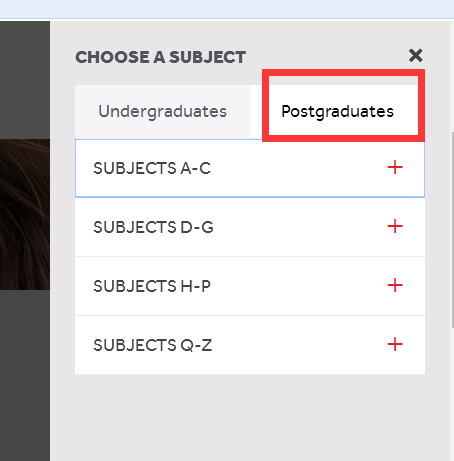 CHOOSE A SUBJECT
Undergraduates Postgraduates
SUBJECTS A-C
SUBJECTS D-G
SUBJECTS H-P
SUBJECTS Q-Z